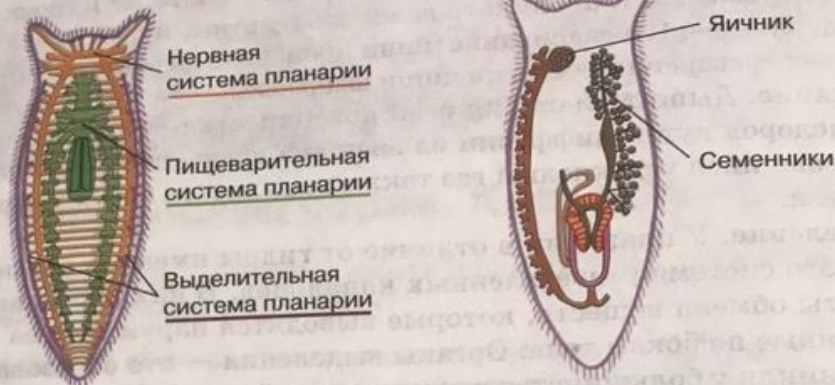 Нервная
система планарии
Пищеварительная
система планарии
Выделительная
система планарии
Яичник
Семенники